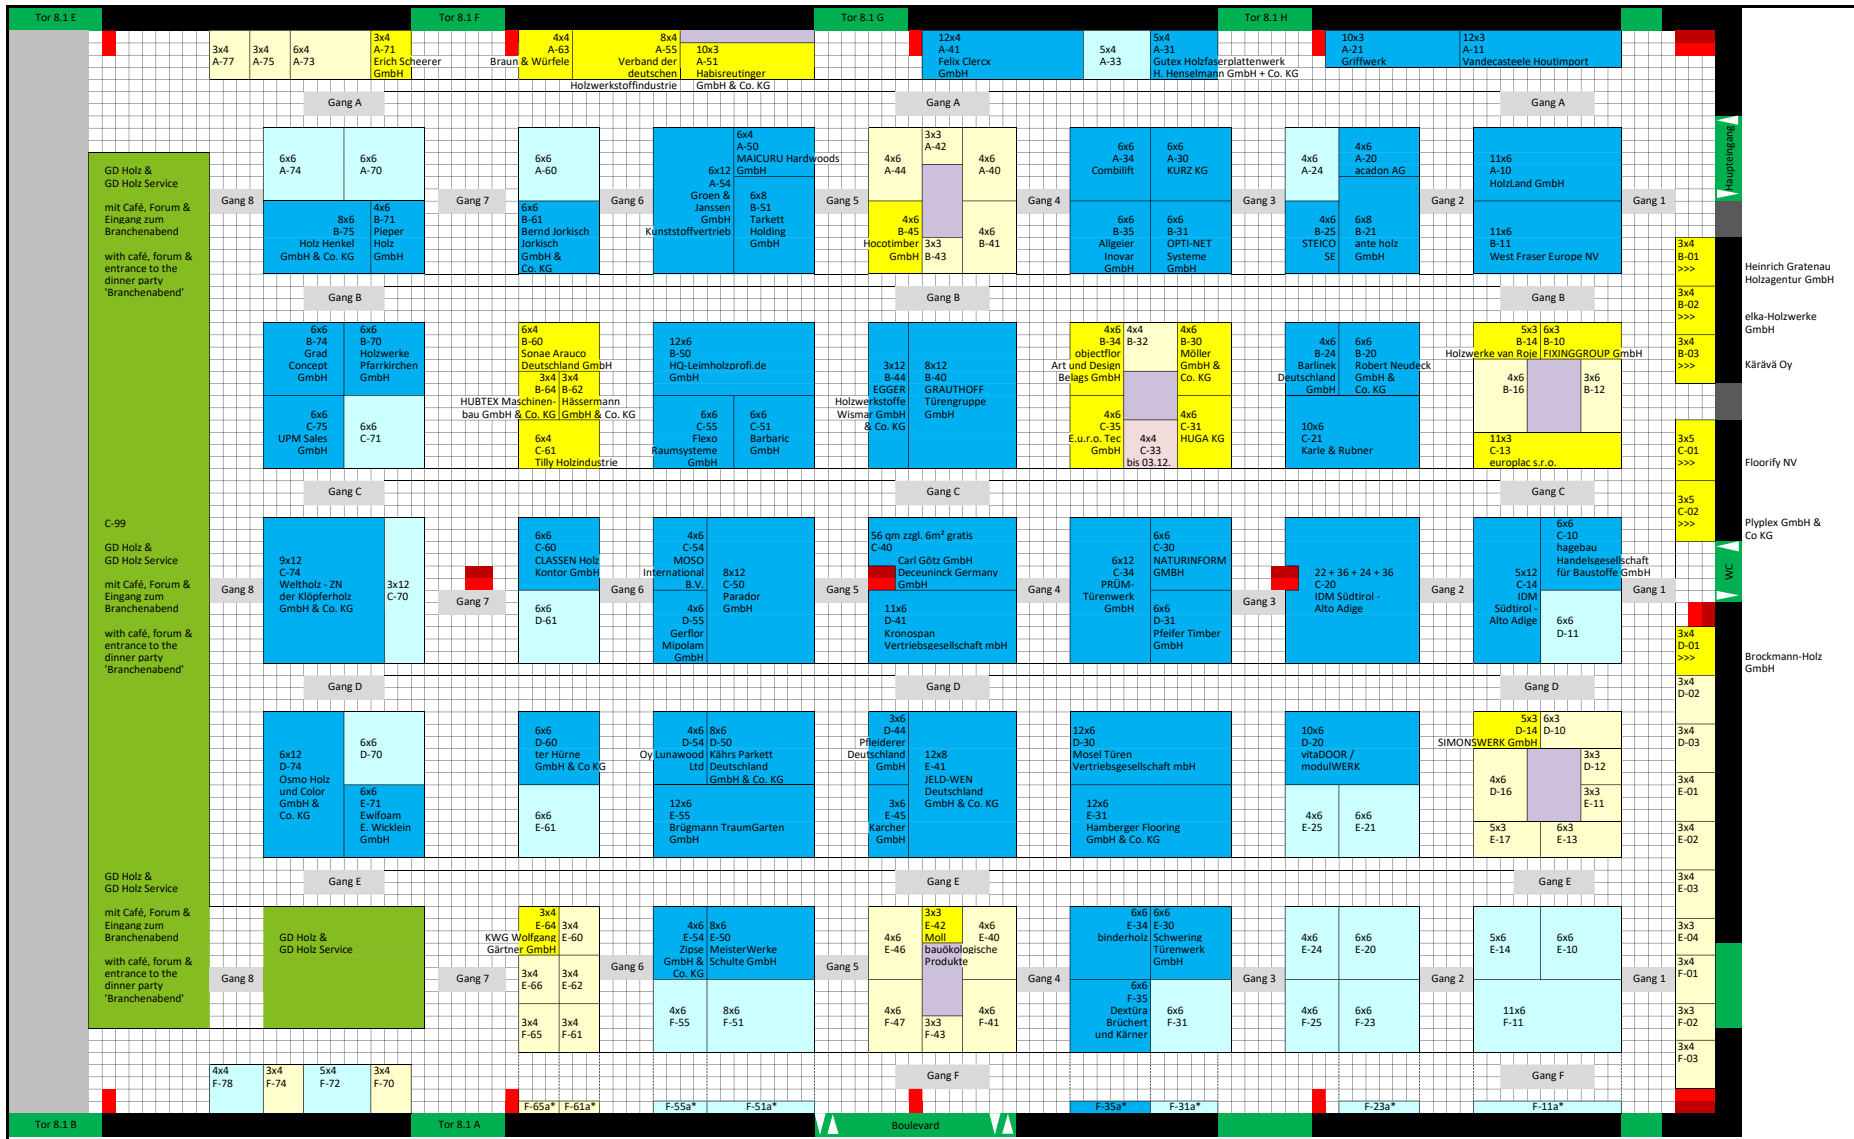 Tor 8.1 E
Tor 8.1 F
Tor 8.1 G
Tor 8.1 H
3x4
A-77
3x4
A-75
6x4
A-73
3x4
A-71
Erich Scheerer
GmbH
4x4
A-63
Braun & Würfele
8x4
A-55
Verband der
deutschen
Holzwerkstoffindustrie
10x3
A-51
Habisreutinger
GmbH & Co. KG
12x4
A-41
Felix Clercx
GmbH
5x4
A-33
5x4
A-31
Gutex Holzfaserplattenwerk
H. Henselmann GmbH + Co. KG
10x3
A-21
Griffwerk
12x3
A-11
Vandecasteele Houtimport
Gang A
Gang A
Gang A
GD Holz &
GD Holz Service
mit Café, Forum &
Eingang zum
Branchenabend
with café, forum &
entrance to the
dinner party
'Branchenabend'
Gang 8
6x6
A-74
6x6
A-70
8x6
B-75
Holz Henkel
GmbH & Co. KG
4x6
B-71
Pieper
Holz
GmbH
Gang 7
6x6
A-60
6x6
B-61
Bernd Jorkisch
Jorkisch
GmbH &
Co. KG
Gang 6
6x12
A-54
Groen &
Janssen
GmbH
Kunststoffvertrieb
6x4
A-50
MAICURU Hardwoods
GmbH
6x8
B-51
Tarkett
Holding
GmbH
Gang 5
4x6
A-44
3x3
A-42
4x6
A-40
4x6
B-45
Hocotimber
GmbH
3x3
B-43
4x6
B-41
Gang 4
6x6
A-34
Combilift
6x6
A-30
KURZ KG
6x6
B-35
Allgeier
Inovar
GmbH
6x6
B-31
OPTI-NET
Systeme
GmbH
Gang 3
4x6
A-24
4x6
A-20
acadon AG
4x6
B-25
STEICO
SE
6x8
B-21
ante holz
GmbH
Gang 2
11x6
A-10
HolzLand GmbH
11x6
B-11
West Fraser Europe NV
Gang 1
Haupteingang
3x4
B-01
>>>
Heinrich Gratenau
Holzagentur GmbH
3x4
B-02
>>>
elka-Holzwerke
GmbH
3x4
B-03
>>>
Kärävä Oy
Gang B
Gang B
Gang B
6x6
B-74
Grad
Concept
GmbH
6x6
B-70
Holzwerke
Pfarrkirchen
GmbH
6x6
C-75
UPM Sales
GmbH
6x6
C-71
6x4
B-60
Sonae Arauco
Deutschland GmbH
3x4
B-64
HUBTEX Maschinen-
bau GmbH & Co. KG
3x4
B-62
Hässermann
GmbH & Co. KG
6x4
C-61
Tilly Holzindustrie
12x6
B-50
HQ-Leimholzprofi.de
GmbH
6x6
C-55
Flexo
Raumsysteme
GmbH
6x6
C-51
Barbaric
GmbH
3x12
B-44
EGGER
Holzwerkstoffe
Wismar GmbH
& Co. KG
8x12
B-40
GRAUTHOFF
Türengruppe
GmbH
4x6
B-34
objectflor
Art und Design
Belags GmbH
4x4
B-32
4x6
B-30
Möller
GmbH &
Co. KG
4x6
C-35
E.u.r.o. Tec
GmbH
4x4
C-33
bis 03.12.
4x6
C-31
HUGA KG
4x6
B-24
Barlinek
Deutschland
GmbH
6x6
B-20
Robert Neudeck
GmbH &
Co. KG
10x6
C-21
Karle & Rubner
5x3
B-14
Holzwerke van Roje
6x3
B-10
FIXINGGROUP GmbH
4x6
B-16
3x6
B-12
11x3
C-13
europlac s.r.o.
3x5
C-01
>>>
Floorify NV
3x5
C-02
>>>
Plyplex GmbH &
Co KG
Gang C
Gang C
Gang C
C-99
GD Holz &
GD Holz Service
mit Café, Forum &
Eingang zum
Branchenabend
with café, forum &
entrance to the
dinner party
'Branchenabend'
Gang 8
9x12
C-74
Weltholz - ZN
der Klöpferholz
GmbH & Co. KG
3x12
C-70
Gang 7
6x6
C-60
CLASSEN Holz
Kontor GmbH
6x6
D-61
Gang 6
4x6
C-54
MOSO
International
B.V.
4x6
D-55
Gerflor
Mipolam
GmbH
8x12
C-50
Parador
GmbH
Gang 5
56 qm zzgl. 6m² gratis
C-40
Carl Götz GmbH
Deceuninck Germany
GmbH
11x6
D-41
Kronospan
Vertriebsgesellschaft mbH
Gang 4
6x12
C-34
PRÜM-
Türenwerk
GmbH
6x6
C-30
NATURINFORM
GMBH
6x6
D-31
Pfeifer Timber
GmbH
Gang 3
22 + 36 + 24 + 36
C-20
IDM Südtirol -
Alto Adige
Gang 2
5x12
C-14
IDM
Südtirol -
Alto Adige
6x6
C-10
hagebau
Handelsgesellschaft
für Baustoffe GmbH
6x6
D-11
Gang 1
WC
3x4
D-01
>>>
Brockmann-Holz
GmbH
3x4
D-02
3x4
D-03
3x4
E-01
3x4
E-02
3x4
E-03
3x3
E-04
3x4
F-01
3x3
F-02
3x4
F-03
Gang D
Gang D
Gang D
6x12
D-74
Osmo Holz
und Color
GmbH &
Co. KG
6x6
D-70
6x6
E-71
Ewifoam
E. Wicklein
GmbH
6x6
D-60
ter Hürne
GmbH & Co KG
6x6
E-61
4x6
D-54
Oy Lunawood
Ltd
8x6
D-50
Kährs Parkett
Deutschland
GmbH & Co. KG
12x6
E-55
Brügmann TraumGarten
GmbH
3x6
D-44
Pfleiderer
Deutschland
GmbH
3x6
E-45
Karcher
GmbH
12x8
E-41
JELD-WEN
Deutschland
GmbH & Co. KG
12x6
D-30
Mosel Türen
Vertriebsgesellschaft mbH
12x6
E-31
Hamberger Flooring
GmbH & Co. KG
10x6
D-20
vitaDOOR /
modulWERK
4x6
E-25
6x6
E-21
5x3
D-14
SIMONSWERK GmbH
6x3
D-10
3x3
D-12
4x6
D-16
3x3
E-11
5x3
E-17
6x3
E-13
Gang E
Gang E
Gang E
GD Holz &
GD Holz Service
mit Café, Forum &
Eingang zum
Branchenabend
with café, forum &
entrance to the
dinner party
'Branchenabend'
Gang 8
GD Holz &
GD Holz Service
Gang 7
3x4
E-64
KWG Wolfgang
Gärtner GmbH
3x4
E-60
3x4
E-66
3x4
E-62
3x4
F-65
3x4
F-61
Gang 6
4x6
E-54
Zipse
GmbH &
Co. KG
8x6
E-50
MeisterWerke
Schulte GmbH
4x6
F-55
8x6
F-51
Gang 5
4x6
E-46
3x3
E-42
Moll
bauökologische
Produkte
4x6
E-40
4x6
F-47
3x3
F-43
4x6
F-41
Gang 4
6x6
E-34
binderholz
6x6
E-30
Schwering
Türenwerk
GmbH
6x6
F-35
Dextüra
Brüchert
und Kärner
6x6
F-31
Gang 3
4x6
E-24
6x6
E-20
4x6
F-25
6x6
F-23
Gang 2
5x6
E-14
6x6
E-10
11x6
F-11
Gang 1
4x4
F-78
3x4
F-74
5x4
F-72
3x4
F-70
Gang F
Gang F
F-65a*
F-61a*
F-55a*
F-51a*
F-35a*
F-31a*
F-23a*
F-11a*
Tor 8.1 B
Tor 8.1 A
Boulevard